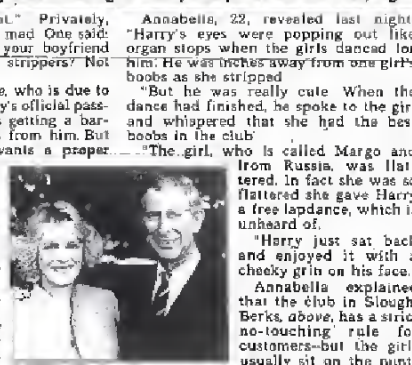 at." Privately,
mad One said:
your boyfriend
strippers? Not
, who is due to
y's official pass-
s getting a bar-
s from him. But
wants a proper
Annabella, 22, revealed last night
"Harry's eyes were popping out like
organ stops when the girls danced for
him. He was inches away from one girl's
boobs as she stripped
"But he was really cute When the
dance had finished, he spoke to the gir
and whispered that she had the bes
boobs in the club'
"The girl, who is called Margo and
from Russia, was flat
tered. In fact she was so
flattered she gave Harry
a free lapdance, which i
unheard of.
"Harry just sat back
and enjoyed it with a
cheeky grin on his face.
Annabella explained
that the club in Slough
Berks, above, has a stric
no-touching' rule for
customers--but the girl
usually sit on the punt